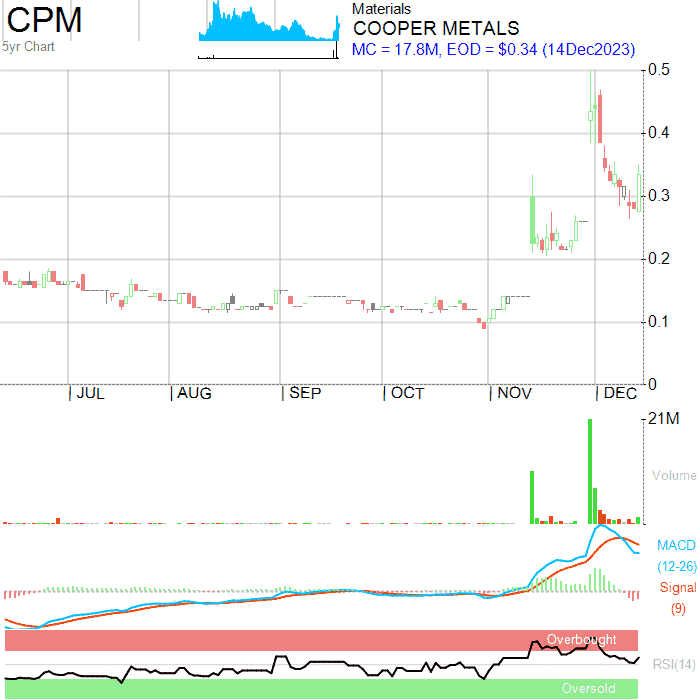 CPM
5yr Chart
Materials
COOPER METALS
MC = 17.8M, EOD = $0.34 (14Dec2023)
0.5
0.4
0.3
0.2
0.1
0
JUL AUG SEP OCT NOV DEC
21M
Volume
MACD
(12-26)
Signal
(9)
Overbought
RSI(14)
Oversold